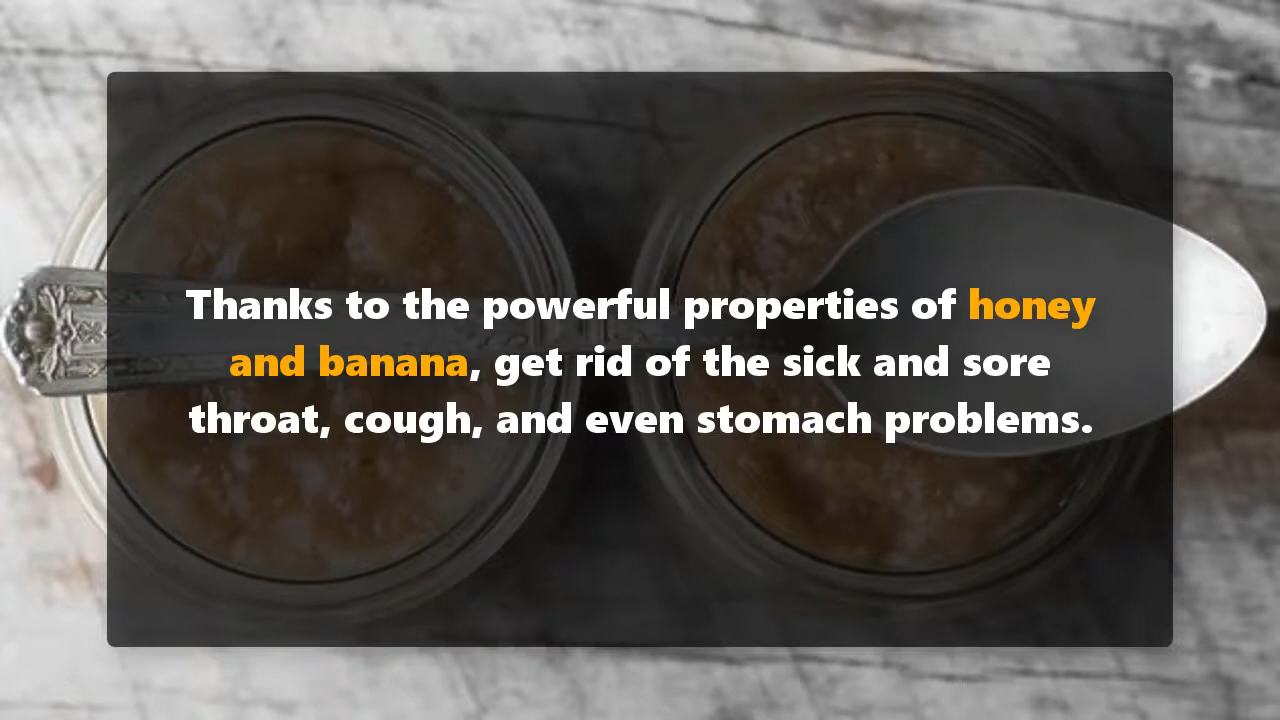 Thanks to the powerful properties of honey
and banana, get rid of the sick and sore
throat, cough, and even stomach problems.